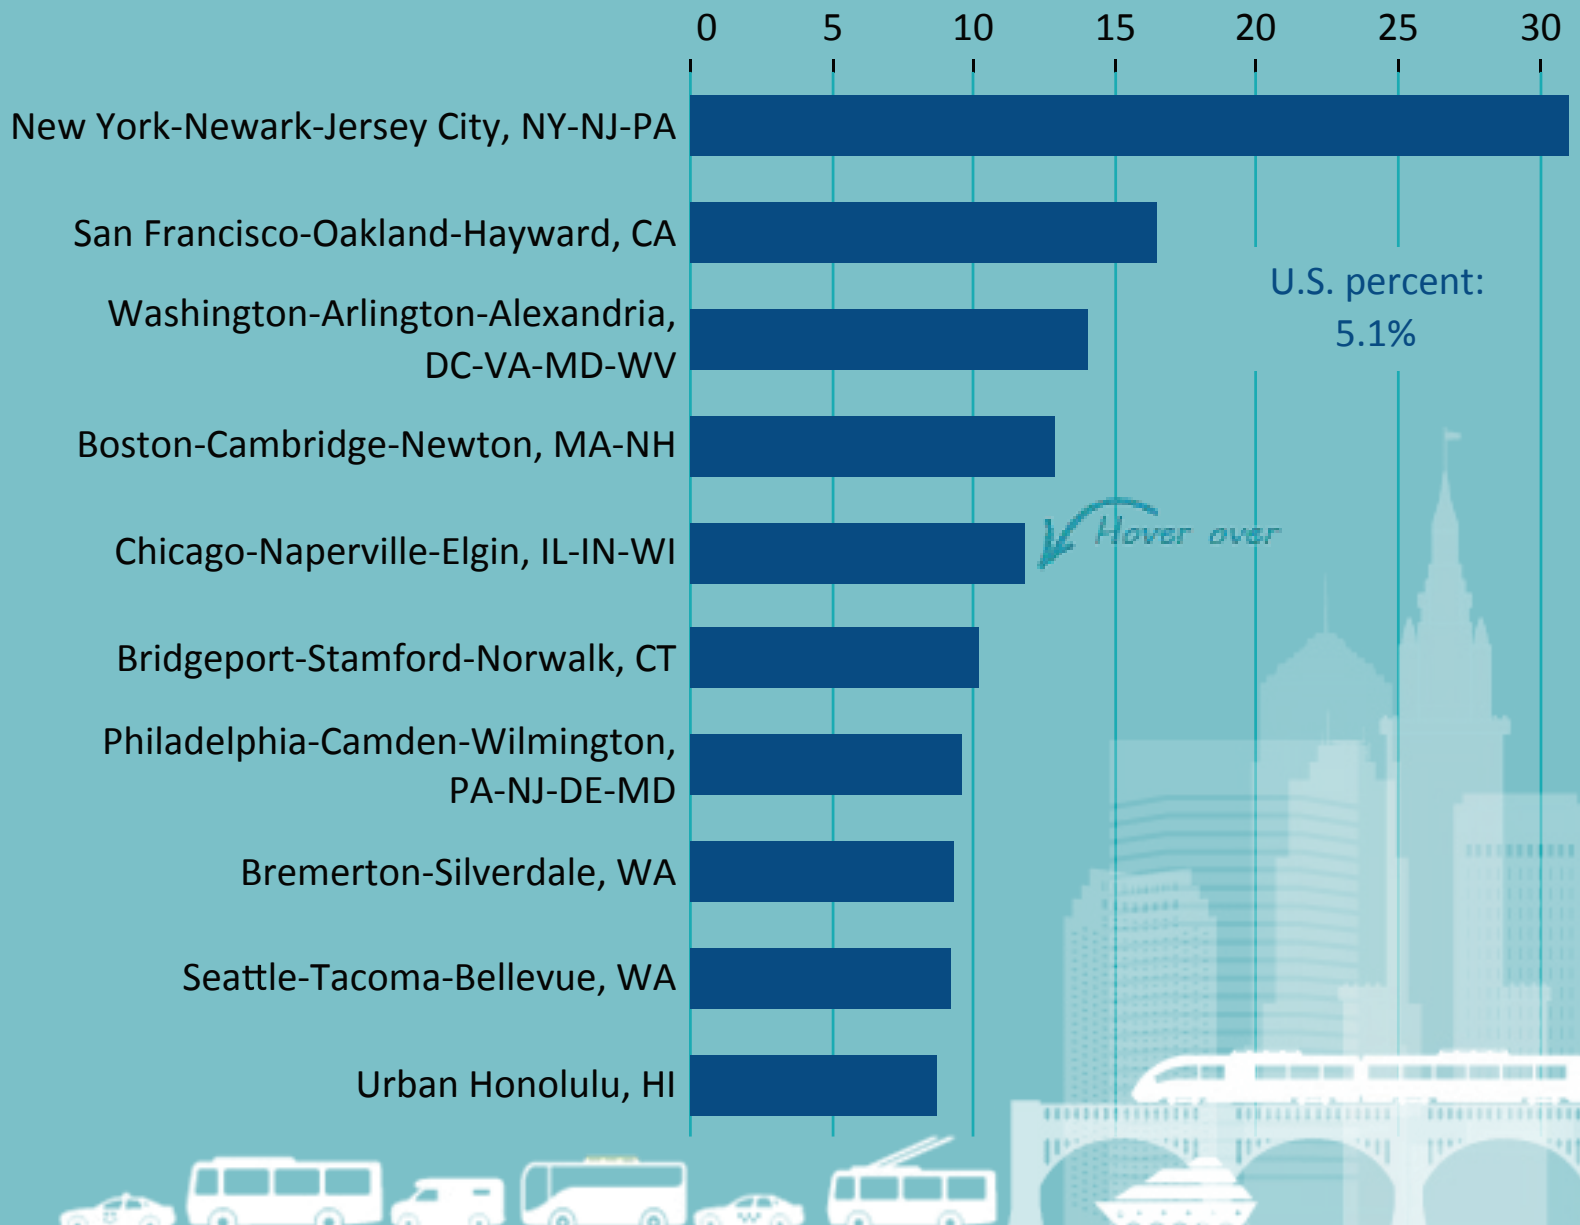 0 5 10 15 20 25 30
New York-Newark-Jersey City, NY-NJ-PA
San Francisco-Oakland-Hayward, CA
Washington-Arlington-Alexandria,
DC-VA-MD-WV
U.S. percent:
5.1%
Boston-Cambridge-Newton, MA-NH
Hover over
Chicago-Naperville-Elgin, IL-IN-WI
Bridgeport-Stamford-Norwalk, CT
Philadelphia-Camden-Wilmington,
PA-NJ-DE-MD
Bremerton-Silverdale, WA
Seattle-Tacoma-Bellevue, WA
Urban Honolulu, HI